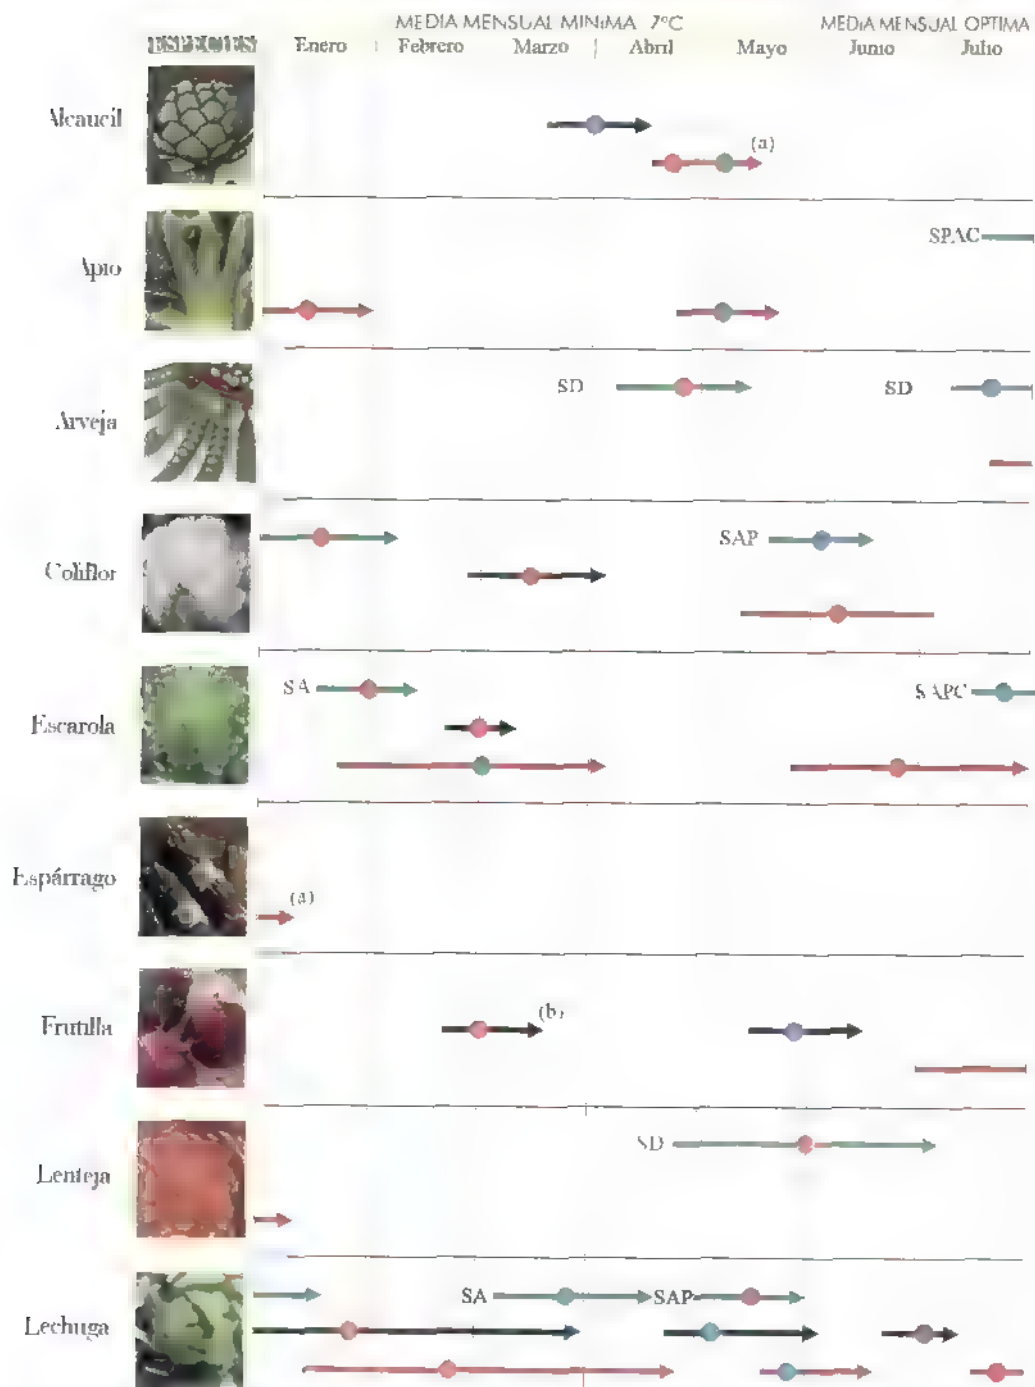 MEDIA MENSUAL MINIMA 7°C MEDIA MENSJAL OPTIMA
ESPECIES Enero Febrero Marzo Abril Mayo Junio Julio
Alcaucil
(a)
SPAC
Apio
SD SD
Arveja
SAP
Coliflor
SA SAPC
Escarola
Espárrago
(a)
(b)
Frutilla
SD
Lenteja
SA SAP
Lechuga